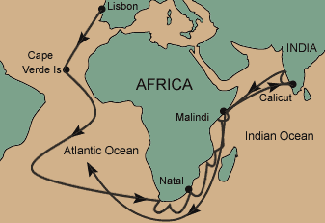 Lisbon
Cape
Verde Is
INDIA
AFRICA
Calicut
Malindi
Indian Ocean
Atlantic Ocean
Natal